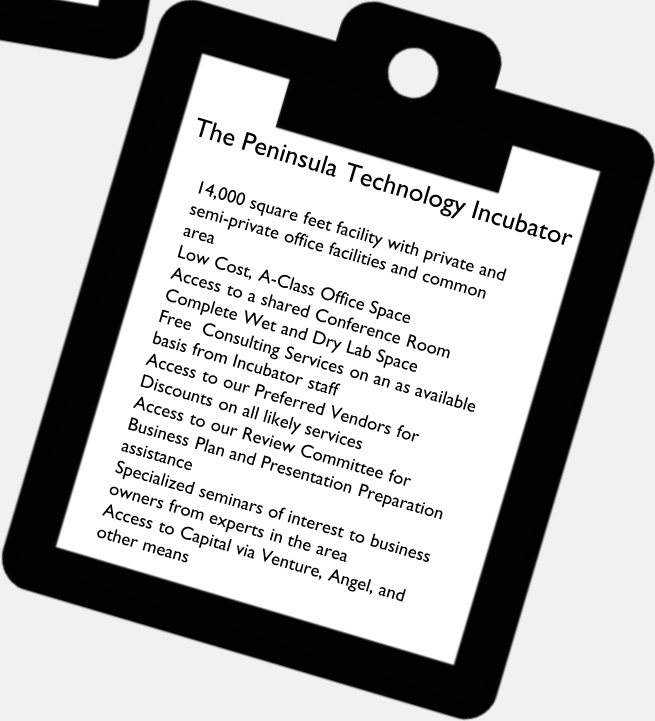 The Peninsula Technology Incubator
14,000 square feet facility with private and
semi-private office facilities and common
area
Low Cost, A-Class Office Space
Access to a shared Conference Room
Complete Wet and Dry Lab Space
Free  Consulting Services on an as available
basis from Incubator staff
Access to our Preferred Vendors for
Discounts on all likely services
Access to our Review Committee for
Business Plan and Presentation Preparation
assistance
Specialized seminars of interest to business
owners from experts in the area
Access to Capital via Venture, Angel, and
other means